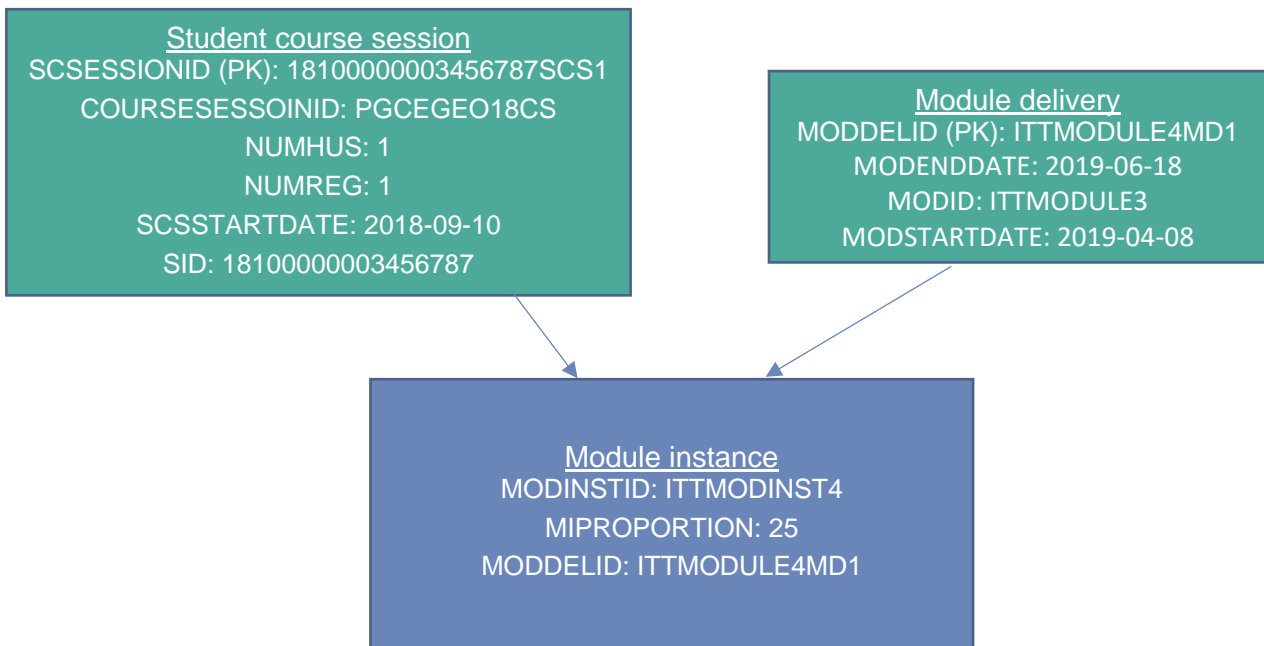 Student course session
SCSESSIONID (PK): 18100000003456787SCS1
COURSESESSOINID: PGCEGEO18CS
NUMHUS: 1
NUMREG: 1
SCSSTARTDATE: 2018-09-10
SID: 18100000003456787
Module delivery
MODDELID (PK): ITTMODULE4MD1
MODENDDATE: 2019-06-18
MODID: ITTMODULE3
MODSTARTDATE: 2019-04-08
Module instance
MODINSTID: ITTMODINST4
MIPROPORTION: 25
MODDELID: ITTMODULE4MD1